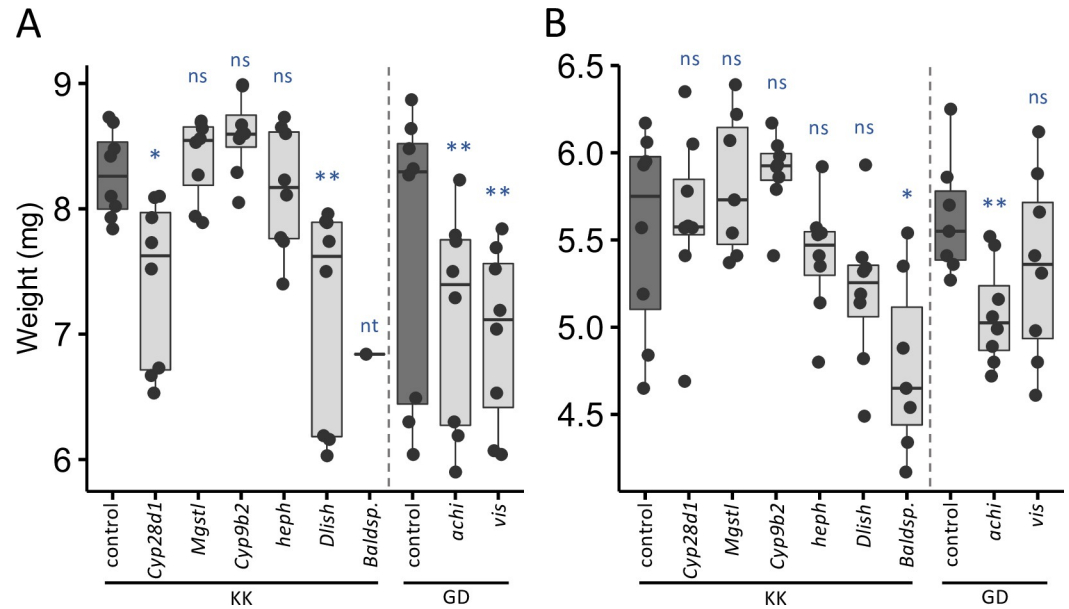 A
Weight (mg)
9
8
7
6
*
ns
ns
ns
**
nt
**
**
control
Cyp28d1
Mgstl
Cyp9b2
heph
Dlish
Baldsp.
control
achi
vis
KK
GD
B
6.5
6.0
5.5
5.0
4.5
ns
ns
ns
ns
ns
*
**
ns
control
Cyp28d1
Mgstl
Cyp9b2
heph
Dlish
Baldsp.
control
achi
vis
KK
GD